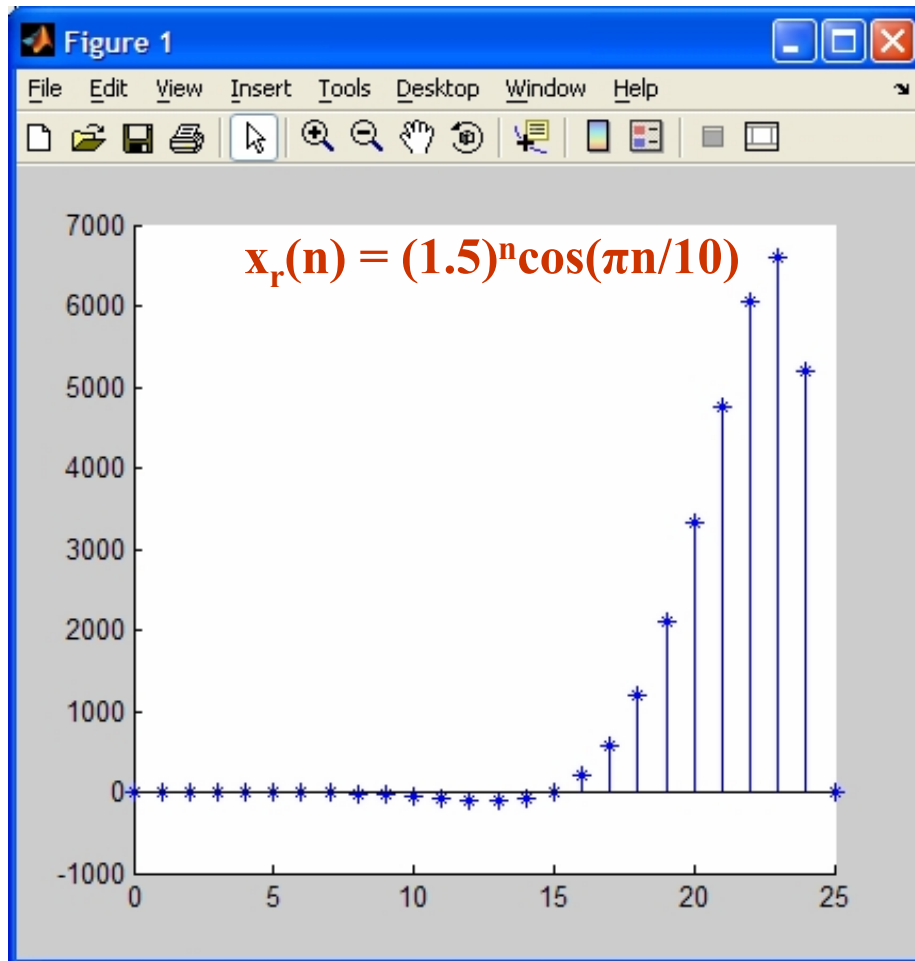 Figure 1
File Edit View Insert Tools Desktop Window Help
7000
xᵣ(n) = (1.5)ⁿcos(πn/10)
6000
5000
4000
3000
2000
1000
0
-1000
0 5 10 15 20 25